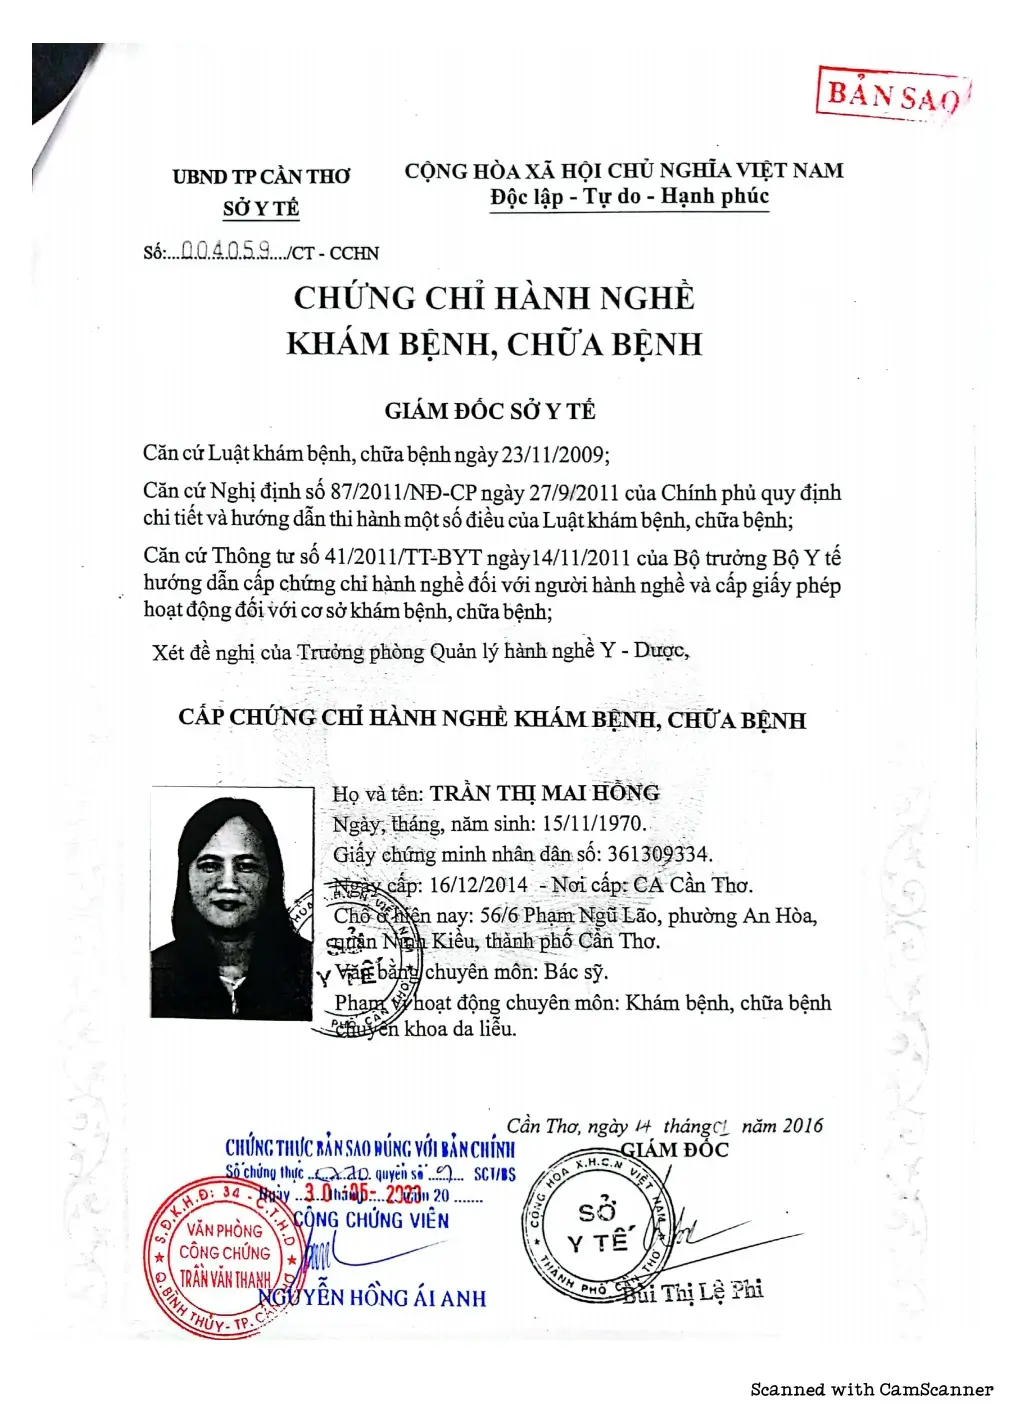 BẢN SAO
UBND TP CẦN THƠ
SỞ Y TẾ
CỘNG HÒA XÃ HỘI CHỦ NGHĨA VIỆT NAM
Độc lập - Tự do - Hạnh phúc
Số:...004059.../CT - CCHN
CHỨNG CHỈ HÀNH NGHỀ
KHÁM BỆNH, CHỮA BỆNH
GIÁM ĐỐC SỞ Y TẾ
Căn cứ Luật khám bệnh, chữa bệnh ngày 23/11/2009;
Căn cứ Nghị định số 87/2011/NĐ-CP ngày 27/9/2011 của Chính phủ quy định
chi tiết và hướng dẫn thi hành một số điều của Luật khám bệnh, chữa bệnh;
Căn cứ Thông tư số 41/2011/TT-BYT ngày14/11/2011 của Bộ trưởng Bộ Y tế
hướng dẫn cấp chứng chỉ hành nghề đối với người hành nghề và cấp giấy phép
hoạt động đối với cơ sở khám bệnh, chữa bệnh;
Xét đề nghị của Trưởng phòng Quản lý hành nghề Y - Dược,
CẤP CHỨNG CHỈ HÀNH NGHỀ KHÁM BỆNH, CHỮA BỆNH
Họ và tên: TRẦN THỊ MAI HỒNG
Ngày, tháng, năm sinh: 15/11/1970.
Giấy chứng minh nhân dân số: 361309334.
Ngày cấp: 16/12/2014 - Nơi cấp: CA Cần Thơ.
Chỗ ở hiện nay: 56/6 Phạm Ngũ Lão, phường An Hòa,
quận Ninh Kiều, thành phố Cần Thơ.
Văn bằng chuyên môn: Bác sỹ.
Phạm vi hoạt động chuyên môn: Khám bệnh, chữa bệnh
chuyên khoa da liễu.
Cần Thơ, ngày 14 tháng 01 năm 2016
GIÁM ĐỐC
CỘNG HÒA X.H.C.N VIỆT NAM
SỞ
Y TẾ
THÀNH PHỐ CẦN THƠ
Bùi Thị Lệ Phi
CHỨNG THỰC BẢN SAO ĐÚNG VỚI BẢN CHÍNH
Số chứng thực quyển số SCT/BS
Ngày 30 tháng 05 - 2020 năm 20 .......
CÔNG CHỨNG VIÊN
NGUYỄN HỒNG ÁI ANH
S.Đ.K.H.Đ: 34 - C.T.H.D
VĂN PHÒNG
CÔNG CHỨNG
TRẦN VĂN THANH
Q.BÌNH THỦY- TP. CẦN THƠ
Scanned with CamScanner